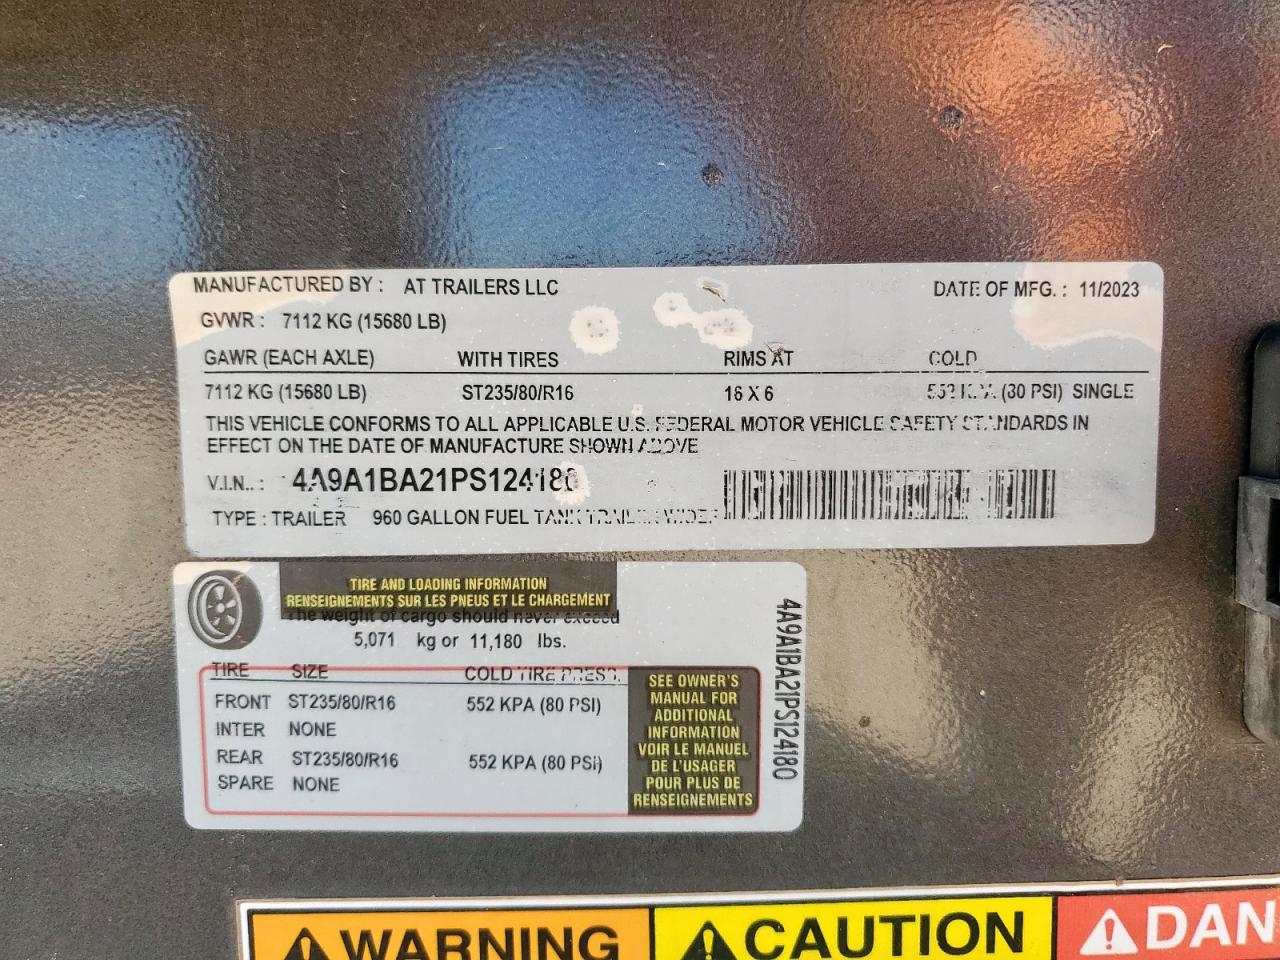 MANUFACTURED BY : AT TRAILERS LLC DATE OF MFG. : 11/2023
GVWR : 7112 KG (15680 LB)
GAWR (EACH AXLE) WITH TIRES RIMS AT COLD
7112 KG (15680 LB) ST235/80/R16 16 X 6 KPA (30 PSI) SINGLE
THIS VEHICLE CONFORMS TO ALL APPLICABLE U.S. FEDERAL MOTOR VEHICLE SAFETY STANDARDS IN
EFFECT ON THE DATE OF MANUFACTURE SHOWN ABOVE
V.I.N.. : 4A9A1BA21PS124180
TYPE : TRAILER 960 GALLON FUEL TANK TRAILER
TIRE AND LOADING INFORMATION
RENSEIGNEMENTS SUR LES PNEUS ET LE CHARGEMENT
The weight of cargo should never exceed
5,071 kg or 11,180 lbs.
TIRE SIZE COLD TIRE PRESS.
FRONT ST235/80/R16 552 KPA (80 PSI)
INTER NONE
REAR ST235/80/R16 552 KPA (80 PSI)
SPARE NONE
SEE OWNER'S
MANUAL FOR
ADDITIONAL
INFORMATION
VOIR LE MANUEL
DE L'USAGER
POUR PLUS DE
RENSEIGNEMENTS
4A9A1BA21PS124180
WARNING
CAUTION
DAN